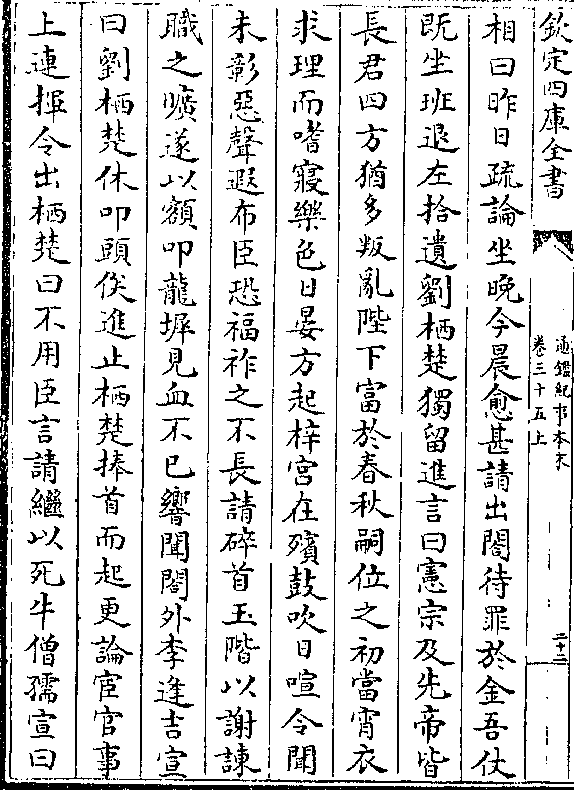 欽定四庫全書
通鑑紀事本末
卷三十五上
二十二
相曰昨日疏論坐晚今晨愈甚請出閤待罪於金吾仗
既坐班退左拾遺劉栖楚獨留進言曰憲宗及先帝皆
長君四方猶多叛亂陛下富於春秋嗣位之初當宵衣
求理而嗜寢樂色日晏方起梓宮在殯鼓吹日喧令聞
未彰惡聲遐布臣恐福祚之不長請碎首玉階以謝諫
職之曠遂以額叩龍墀見血不已響聞閤外李逢吉宣
曰劉栖楚休叩頭俟進止栖楚捧首而起更論宦官事
上連揮令出栖楚曰不用臣言請繼以死牛僧孺宣曰